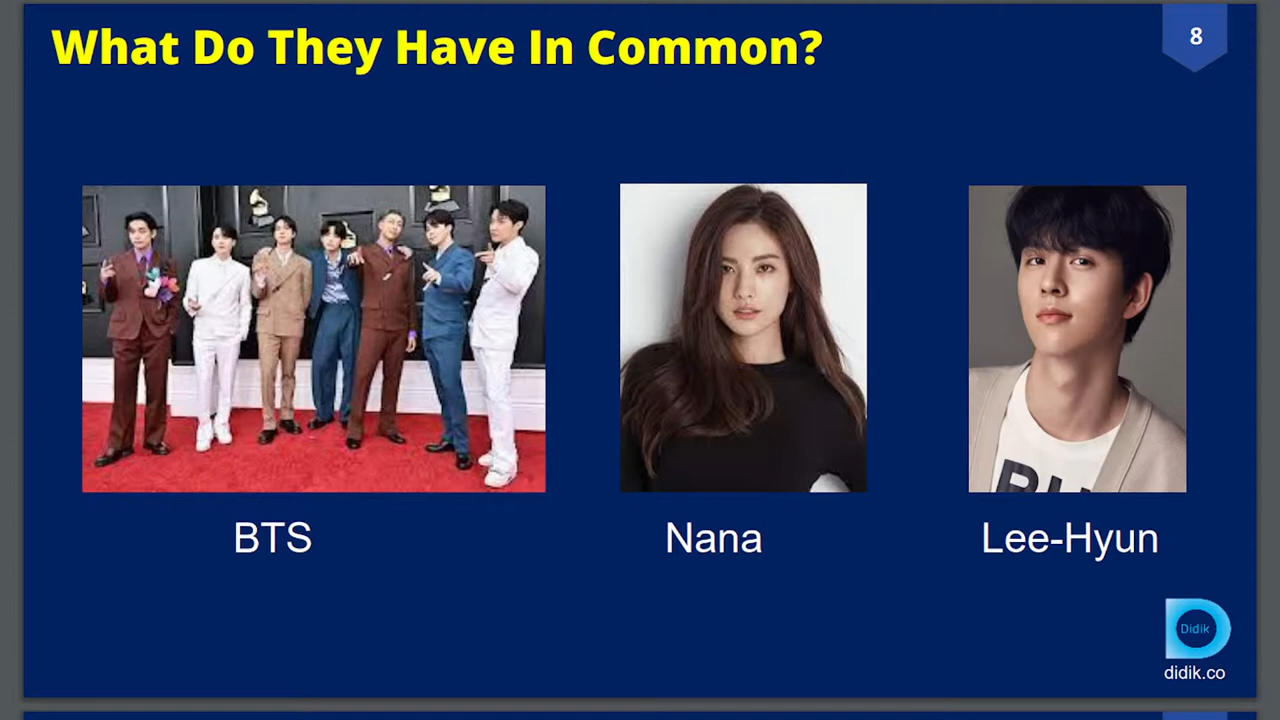 What Do They Have In Common?
8
BTS
Nana
Lee-Hyun
Didik
didik.co